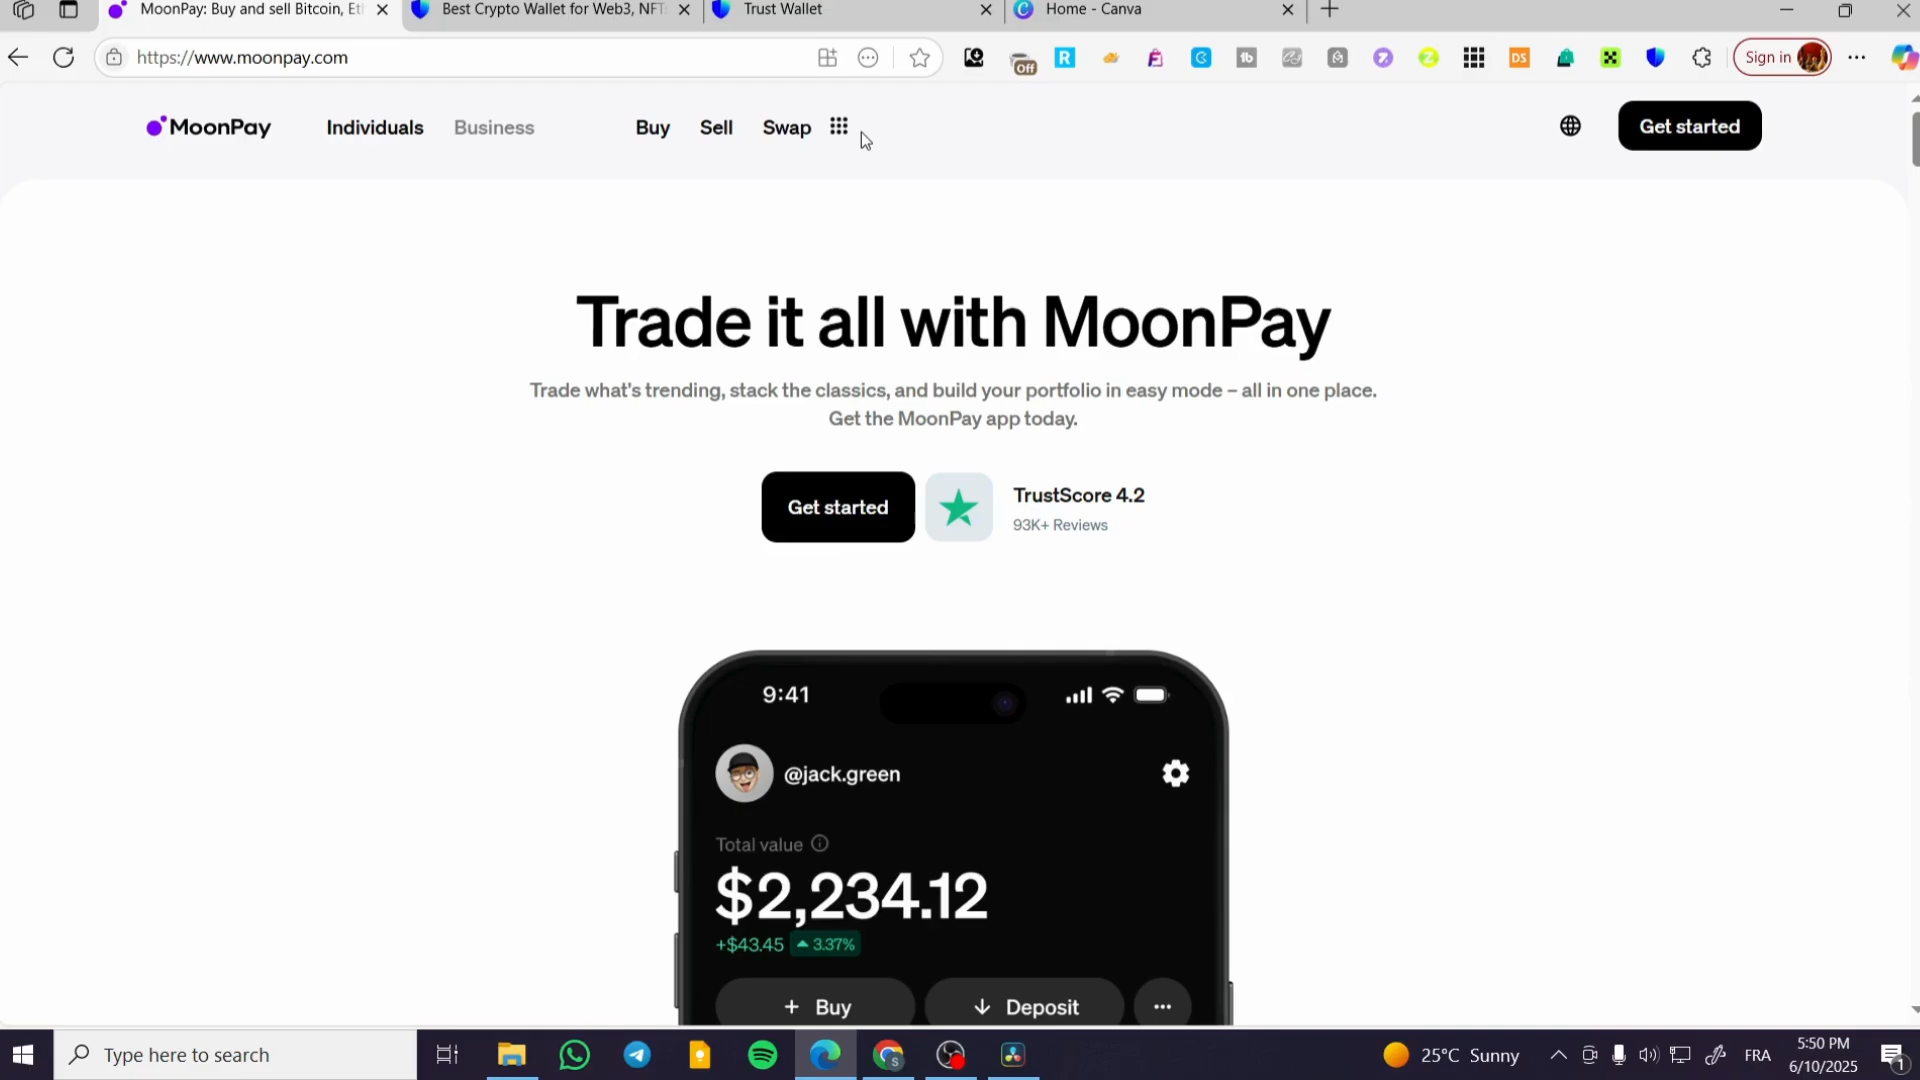 MoonPay: Buy and sell Bitcoin, Et
Best Crypto Wallet for Web3, NFT
Trust Wallet
Home - Canva
https://www.moonpay.com
Off
Sign in
MoonPay
Individuals
Business
Buy
Sell
Swap
Get started
Trade it all with MoonPay
Trade what's trending, stack the classics, and build your portfolio in easy mode – all in one place.
Get the MoonPay app today.
Get started
TrustScore 4.2
93K+ Reviews
9:41
@jack.green
Total value
$2,234.12
+$43.45 3.37%
+ Buy
Deposit
Type here to search
25°C Sunny
FRA
5:50 PM
6/10/2025
1